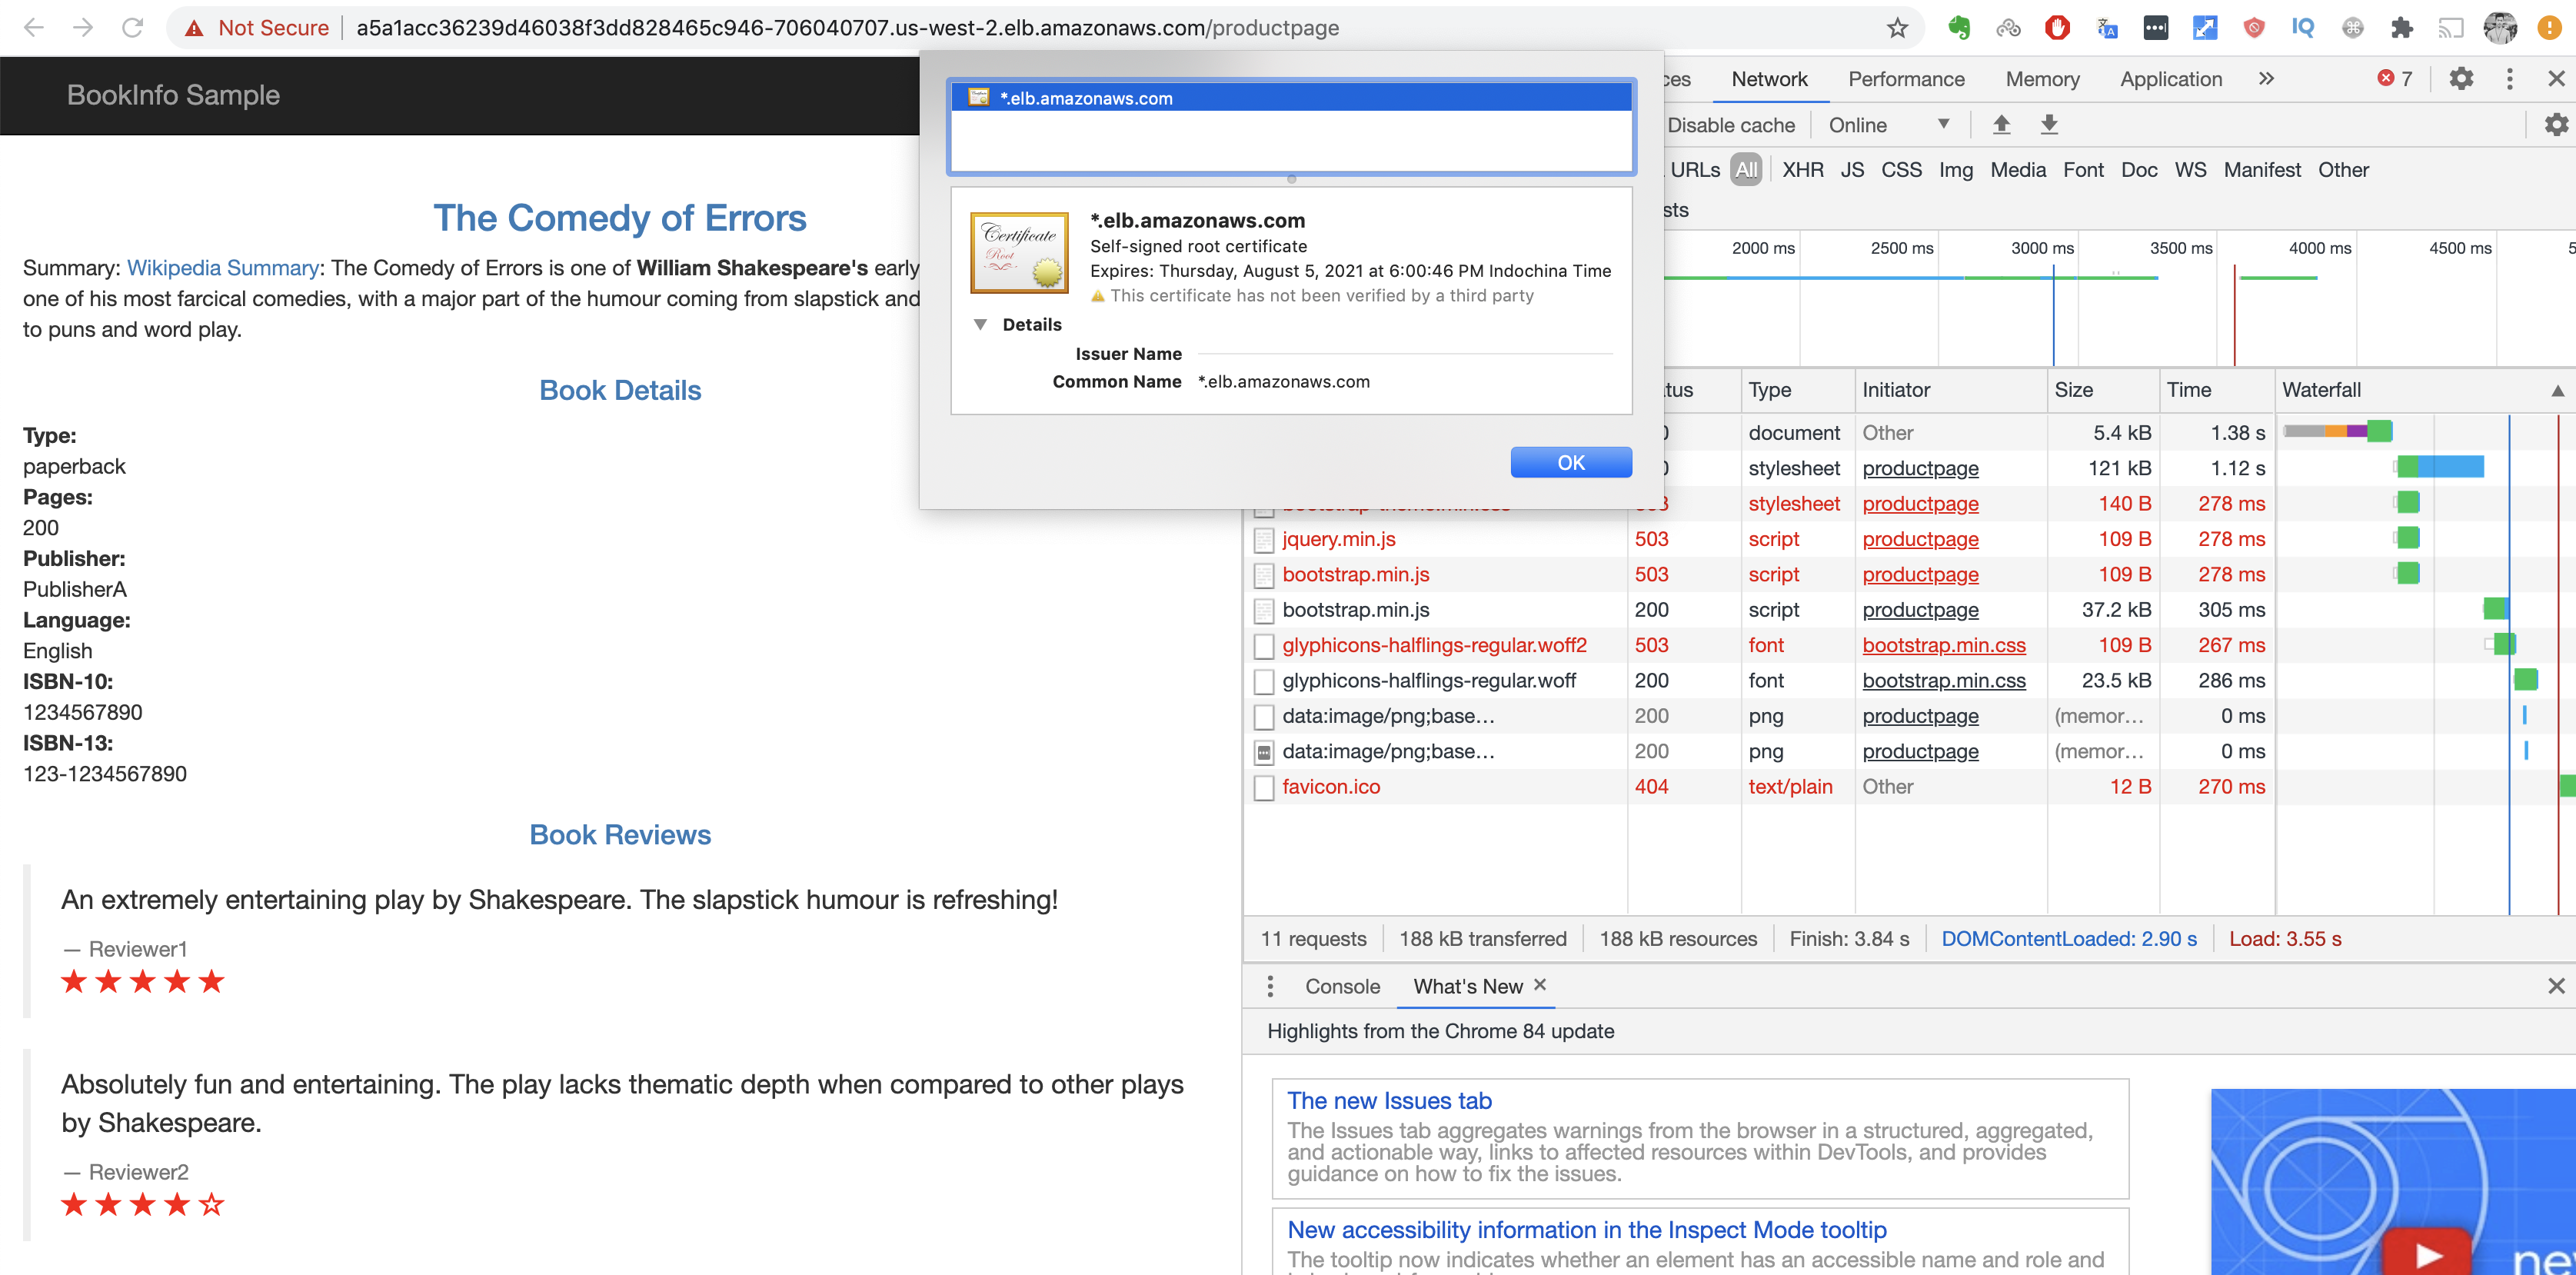 Not Secure | a5a1acc36239d46038f3dd828465c946-706040707.us-west-2.elb.amazonaws.com/productpage
BookInfo Sample
The Comedy of Errors
Summary: Wikipedia Summary: The Comedy of Errors is one of William Shakespeare's early
one of his most farcical comedies, with a major part of the humour coming from slapstick and
to puns and word play.
Book Details
Type:
paperback
Pages:
200
Publisher:
PublisherA
Language:
English
ISBN-10:
1234567890
ISBN-13:
123-1234567890
Book Reviews
An extremely entertaining play by Shakespeare. The slapstick humour is refreshing!
— Reviewer1
Absolutely fun and entertaining. The play lacks thematic depth when compared to other plays
by Shakespeare.
— Reviewer2
*.elb.amazonaws.com
Certificate
Root
*.elb.amazonaws.com
Self-signed root certificate
Expires: Thursday, August 5, 2021 at 6:00:46 PM Indochina Time
This certificate has not been verified by a third party
Details
Issuer Name
Common Name *.elb.amazonaws.com
OK
ces Network Performance Memory Application » 7
Disable cache Online
URLs All XHR JS CSS Img Media Font Doc WS Manifest Other
sts
2000 ms 2500 ms 3000 ms 3500 ms 4000 ms 4500 ms 5
tus Type Initiator Size Time Waterfall
document Other 5.4 kB 1.38 s
stylesheet productpage 121 kB 1.12 s
3 stylesheet productpage 140 B 278 ms
jquery.min.js 503 script productpage 109 B 278 ms
bootstrap.min.js 503 script productpage 109 B 278 ms
bootstrap.min.js 200 script productpage 37.2 kB 305 ms
glyphicons-halflings-regular.woff2 503 font bootstrap.min.css 109 B 267 ms
glyphicons-halflings-regular.woff 200 font bootstrap.min.css 23.5 kB 286 ms
data:image/png;base… 200 png productpage (memor… 0 ms
data:image/png;base… 200 png productpage (memor… 0 ms
favicon.ico 404 text/plain Other 12 B 270 ms
11 requests 188 kB transferred 188 kB resources Finish: 3.84 s DOMContentLoaded: 2.90 s Load: 3.55 s
Console What's New
Highlights from the Chrome 84 update
The new Issues tab
The Issues tab aggregates warnings from the browser in a structured, aggregated,
and actionable way, links to affected resources within DevTools, and provides
guidance on how to fix the issues.
New accessibility information in the Inspect Mode tooltip
The tooltip now indicates whether an element has an accessible name and role and
new